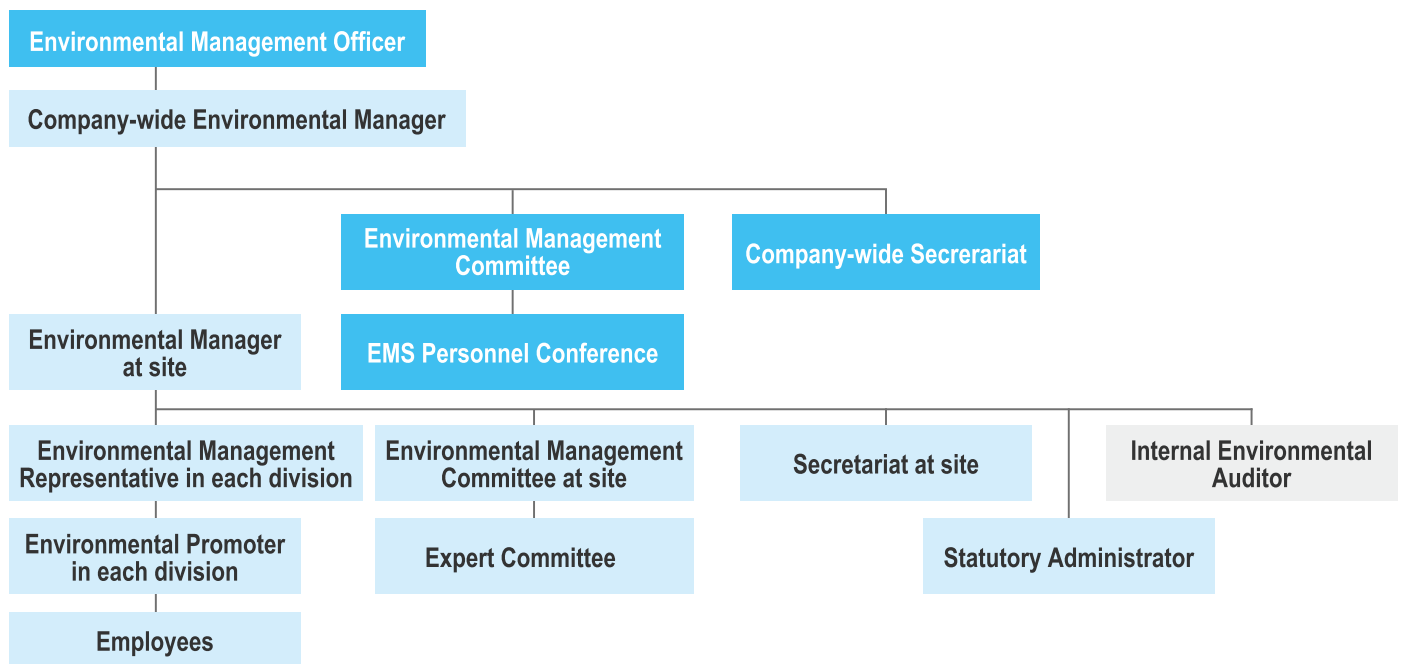 Environmental Management Officer
Company-wide Environmental Manager
Environmental Management
Committee
Company-wide Secrerariat
Environmental Manager
at site
EMS Personnel Conference
Environmental Management
Representative in each division
Environmental Management
Committee at site
Secretariat at site
Internal Environmental
Auditor
Environmental Promoter
in each division
Expert Committee
Statutory Administrator
Employees